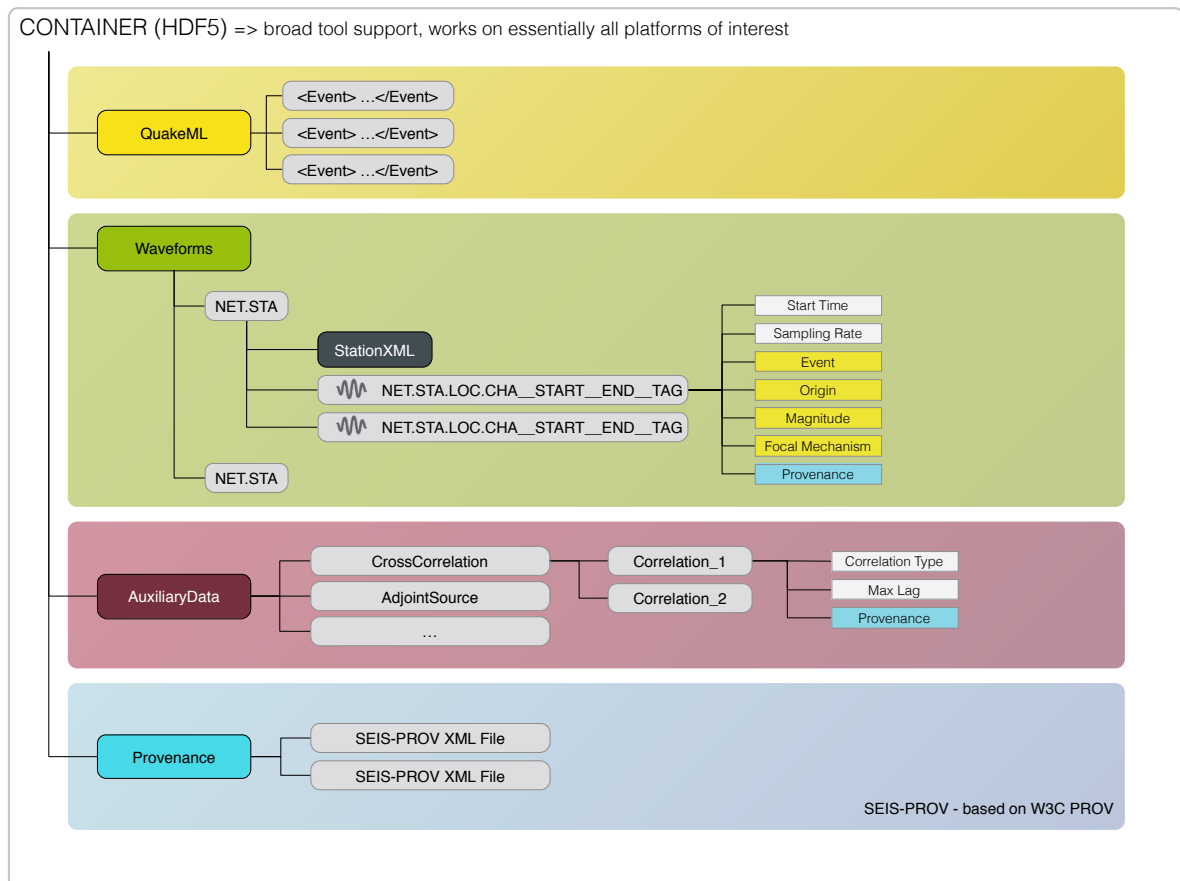 CONTAINER (HDF5) => broad tool support, works on essentially all platforms of interest
QuakeML
<Event> ...</Event>
<Event> ...</Event>
<Event> ...</Event>
Waveforms
NET.STA
StationXML
NET.STA.LOC.CHA__START__END__TAG
NET.STA.LOC.CHA__START__END__TAG
Start Time
Sampling Rate
Event
Origin
Magnitude
Focal Mechanism
Provenance
NET.STA
AuxiliaryData
CrossCorrelation
AdjointSource
...
Correlation_1
Correlation_2
Correlation Type
Max Lag
Provenance
Provenance
SEIS-PROV XML File
SEIS-PROV XML File
SEIS-PROV - based on W3C PROV